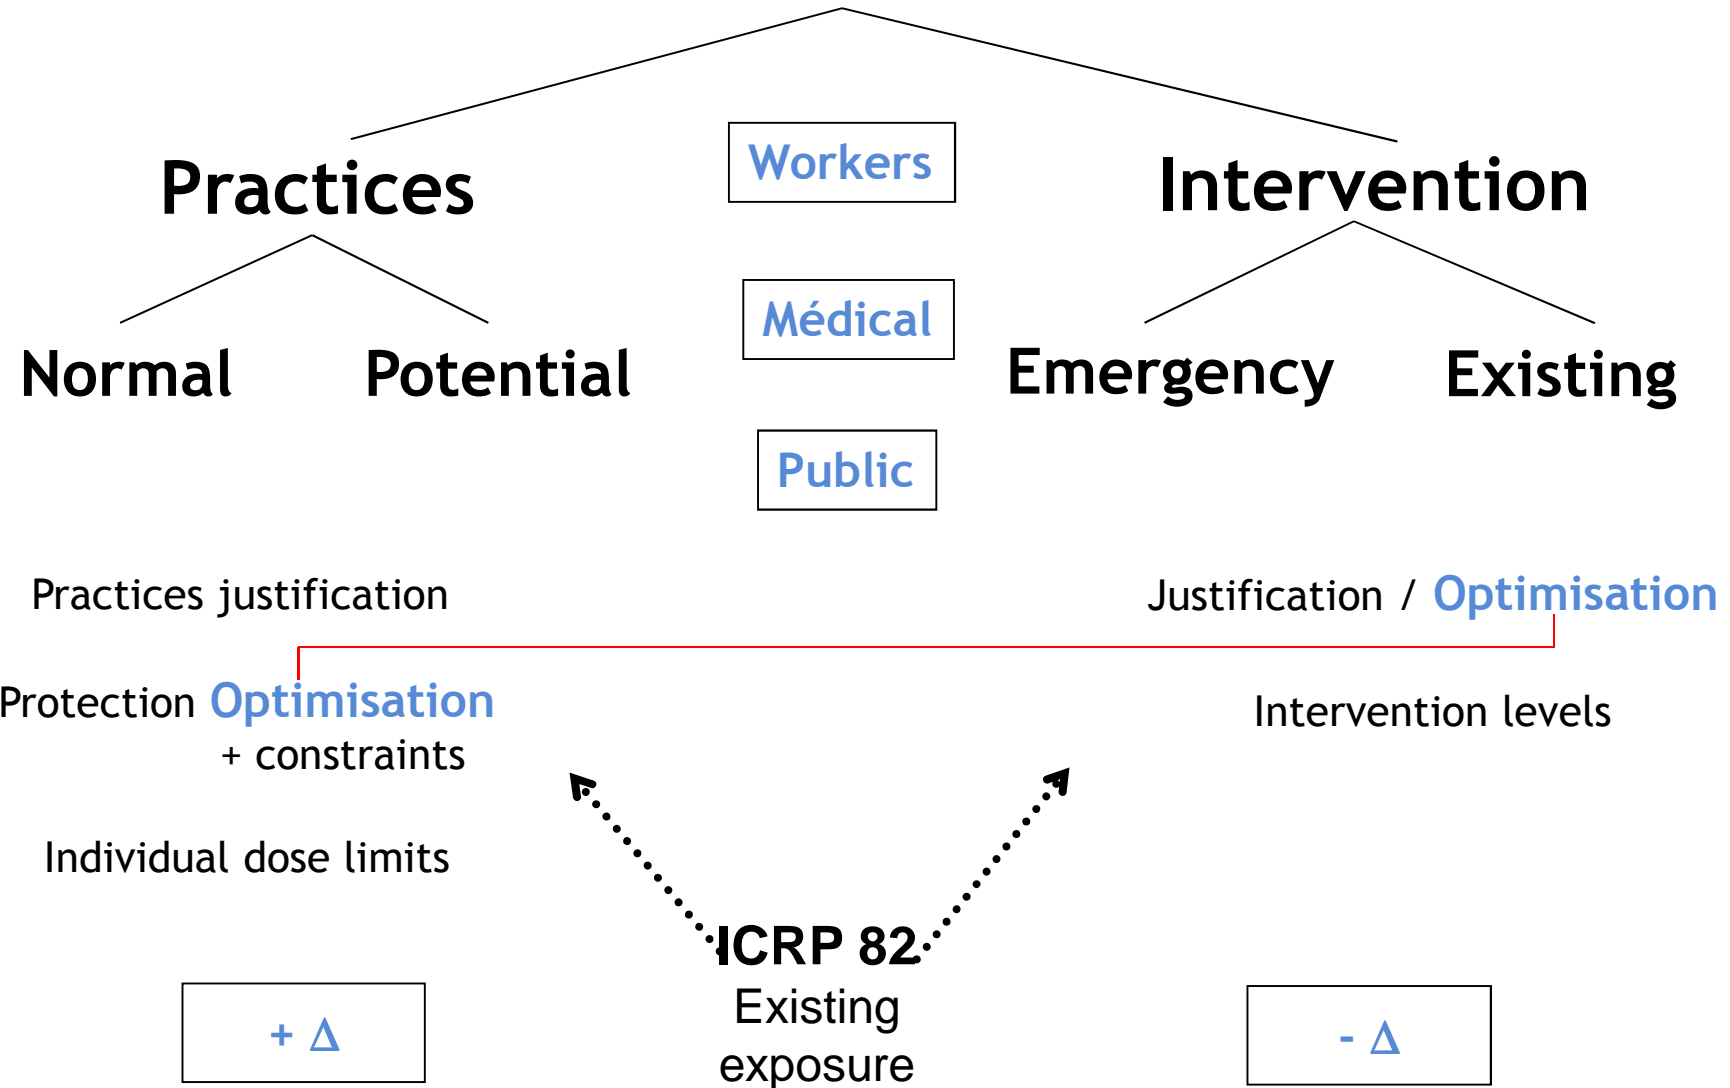 Practices
Workers
Intervention
Médical
Normal
Potential
Emergency
Existing
Public
Practices justification
Justification / Optimisation
Protection Optimisation
+ constraints
Intervention levels
Individual dose limits
ICRP 82
Existing
exposure
+ Δ
- Δ